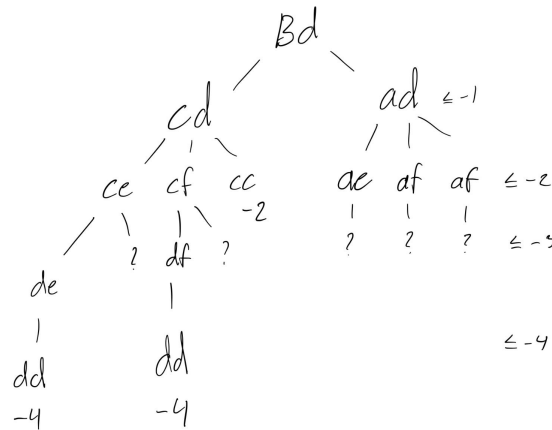 Bd
cd ad ≤ -1
ce cf cc ae af af ≤ -2
-2
? df ? ? ? ? ≤ -3
de
dd dd ≤ -4
-4 -4